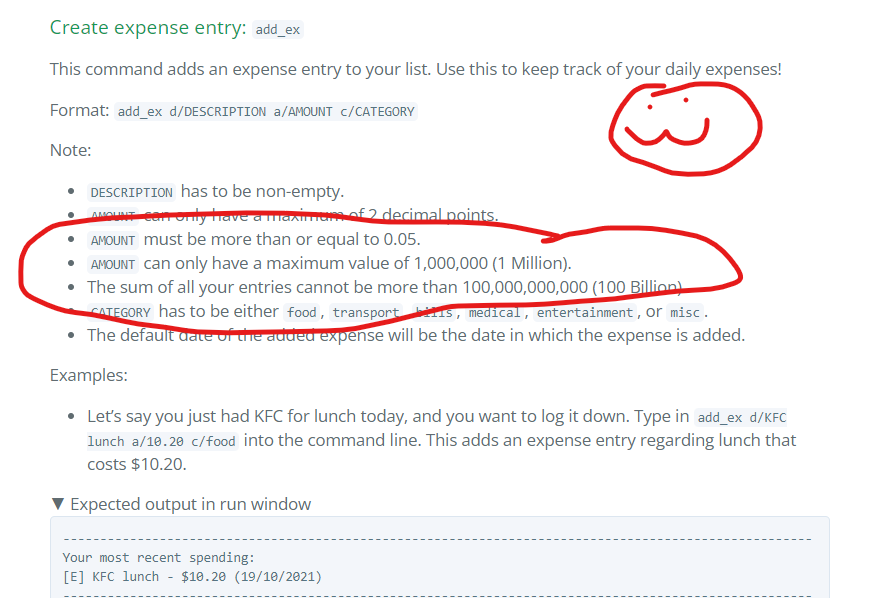 Create expense entry: add_ex
This command adds an expense entry to your list. Use this to keep track of your daily expenses!
Format: add_ex d/DESCRIPTION a/AMOUNT c/CATEGORY
Note:
DESCRIPTION has to be non-empty.
AMOUNT can only have a maximum of 2 decimal points.
AMOUNT must be more than or equal to 0.05.
AMOUNT can only have a maximum value of 1,000,000 (1 Million).
The sum of all your entries cannot be more than 100,000,000,000 (100 Billion)
CATEGORY has to be either food, transport, bills, medical, entertainment, or misc.
The default date of the added expense will be the date in which the expense is added.
Examples:
Let’s say you just had KFC for lunch today, and you want to log it down. Type in add_ex d/KFC
lunch a/10.20 c/food into the command line. This adds an expense entry regarding lunch that
costs $10.20.
▼ Expected output in run window
Your most recent spending:
[E] KFC lunch - $10.20 (19/10/2021)